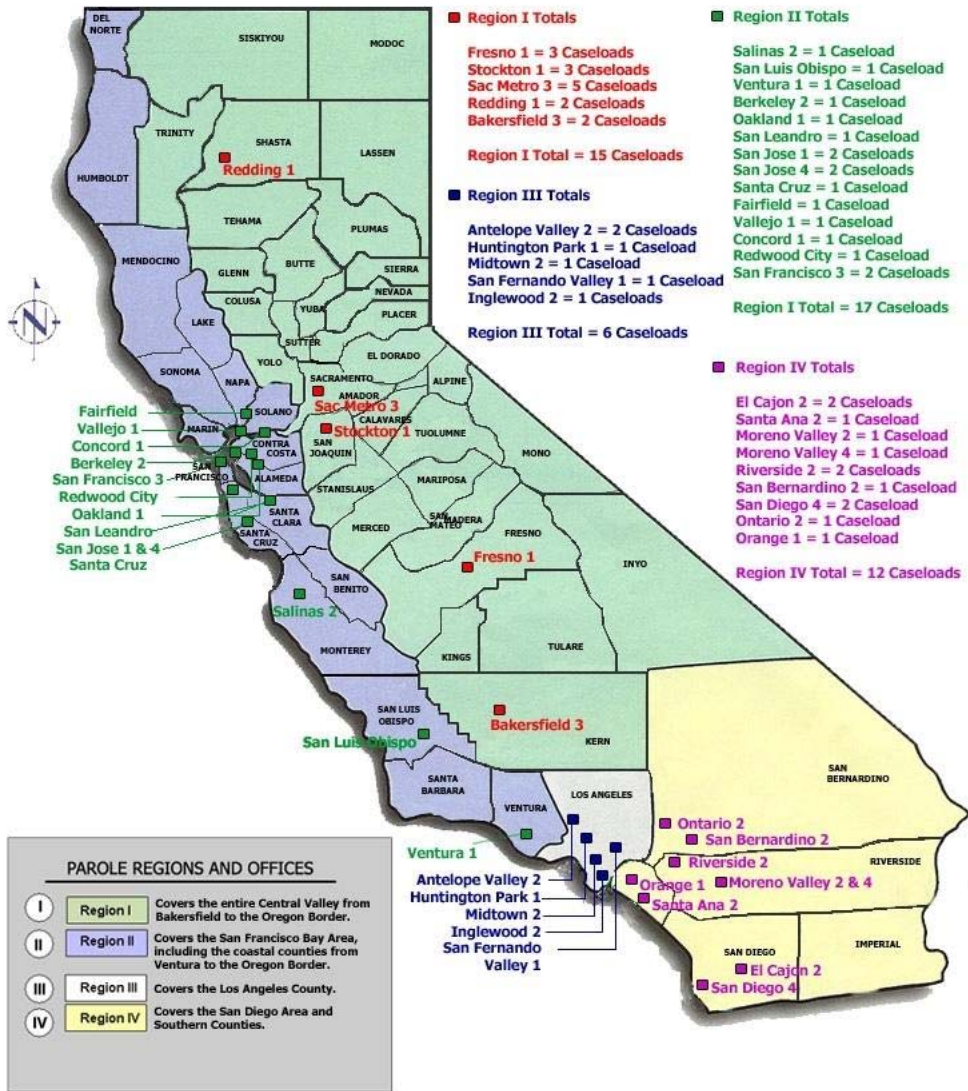 Region I Totals
Fresno 1 = 3 Caseloads
Stockton 1 = 3 Caseloads
Sac Metro 3 = 5 Caseloads
Redding 1 = 2 Caseloads
Bakersfield 3 = 2 Caseloads
Region I Total = 15 Caseloads
Region III Totals
Antelope Valley 2 = 2 Caseloads
Huntington Park 1 = 1 Caseload
Midtown 2 = 1 Caseload
San Fernando Valley 1 = 1 Caseload
Inglewood 2 = 1 Caseloads
Region III Total = 6 Caseloads
Region II Totals
Salinas 2 = 1 Caseload
San Luis Obispo = 1 Caseload
Ventura 1 = 1 Caseload
Berkeley 2 = 1 Caseload
Oakland 1 = 1 Caseload
San Leandro = 1 Caseload
San Jose 1 = 2 Caseloads
San Jose 4 = 2 Caseloads
Santa Cruz = 1 Caseload
Fairfield = 1 Caseload
Vallejo 1 = 1 Caseload
Concord 1 = 1 Caseload
Redwood City = 1 Caseload
San Francisco 3 = 2 Caseloads
Region I Total = 17 Caseloads
Region IV Totals
El Cajon 2 = 2 Caseloads
Santa Ana 2 = 1 Caseload
Moreno Valley 2 = 1 Caseload
Moreno Valley 4 = 1 Caseload
Riverside 2 = 2 Caseloads
San Bernardino 2 = 1 Caseload
San Diego 4 = 2 Caseload
Ontario 2 = 1 Caseload
Orange 1 = 1 Caseload
Region IV Total = 12 Caseloads
DEL
NORTE
SISKIYOU
MODOC
TRINITY
SHASTA
LASSEN
Redding 1
HUMBOLDT
TEHAMA
PLUMAS
MENDOCINO
GLENN
BUTTE
SIERRA
NEVADA
COLUSA
YUBA
PLACER
LAKE
SUTTER
N
SONOMA
NAPA
YOLO
EL DORADO
SACRAMENTO
AMADOR
ALPINE
Sac Metro 3
SOLANO
CALAVARES
MARIN
Stockton 1
TUOLUMNE
CONTRA
COSTA
SAN
JOAQUIN
MONO
SAN
FRANCISCO
ALAMEDA
STANISLAUS
MARIPOSA
SANTA
CLARA
MERCED
SAN
MATEO
MADERA
FRESNO
SANTA
CRUZ
Fresno 1
INYO
SAN
BENITO
Fairfield
Vallejo 1
Concord 1
Berkeley 2
San Francisco 3
Redwood City
Oakland 1
San Leandro
San Jose 1 & 4
Santa Cruz
Salinas 2
MONTEREY
KINGS
TULARE
SAN LUIS
OBISPO
Bakersfield 3
San Luis Obispo
KERN
SANTA
BARBARA
VENTURA
LOS ANGELES
SAN
BERNARDINO
Ventura 1
Ontario 2
San Bernardino 2
Riverside 2
RIVERSIDE
Antelope Valley 2
Huntington Park 1
Midtown 2
Inglewood 2
San Fernando
Valley 1
Orange 1
Moreno Valley 2 & 4
Santa Ana 2
SAN DIEGO
IMPERIAL
El Cajon 2
San Diego 4
PAROLE REGIONS AND OFFICES
I
Region I
Covers the entire Central Valley from
Bakersfield to the Oregon Border.
II
Region II
Covers the San Francisco Bay Area,
including the coastal counties from
Ventura to the Oregon Border.
III
Region III
Covers the Los Angeles County.
IV
Region IV
Covers the San Diego Area and
Southern Counties.